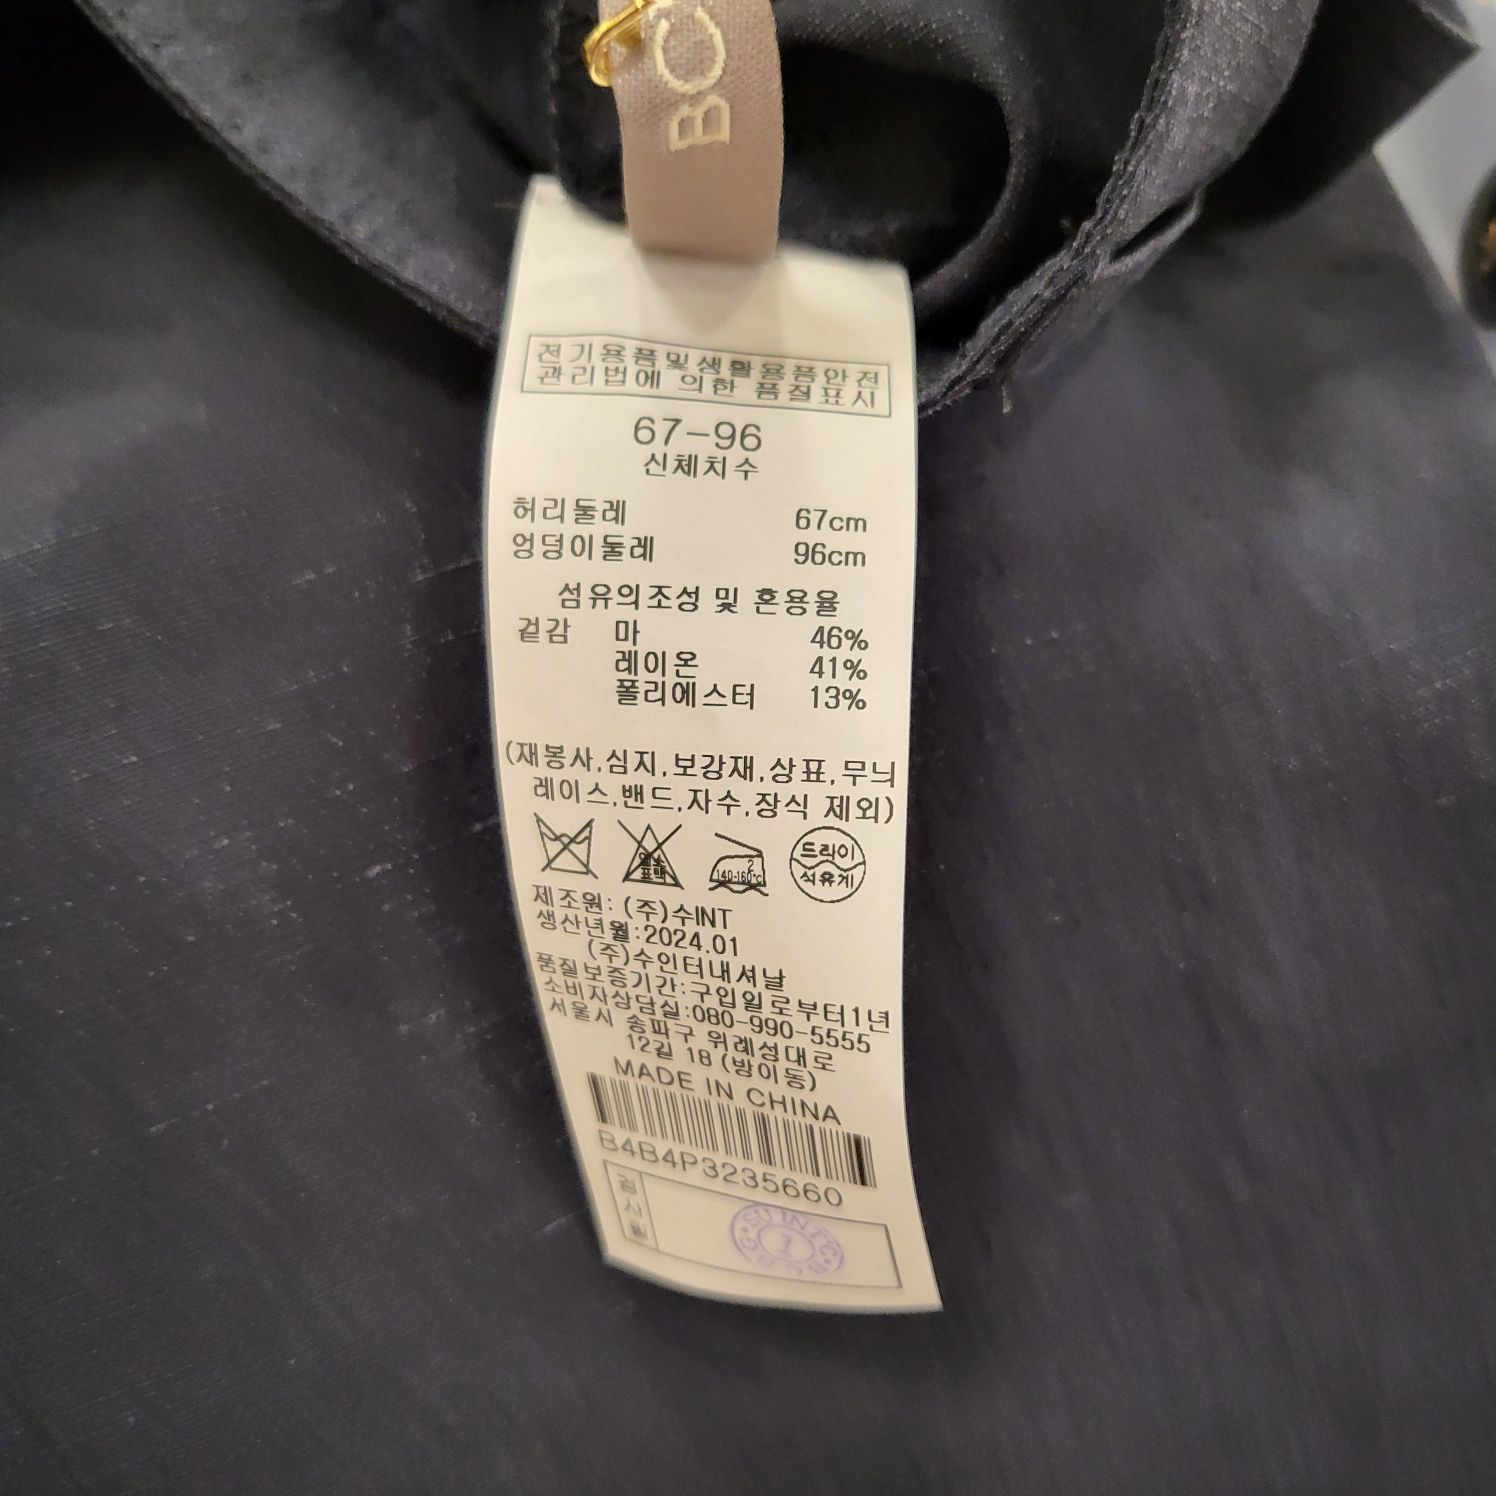 BC
전기용품및생활용품안전
관리법에 의한 품질표시
67-96
신체치수
허리둘레 67cm
엉덩이둘레 96cm
섬유의조성 및 혼용율
겉감 마 46%
레이온 41%
폴리에스터 13%
(재봉사,심지,보강재,상표,무늬
레이스,밴드,자수,장식 제외)
염소
표백
2
140-160°C
드라이
석유계
제조원: (주)수INT
생산년월:2024.01
(주)수인터내셔날
품질보증기간:구입일로부터1년
소비자상담실:080-990-5555
서울시 송파구 위례성대로
12길 18 (방이동)
MADE IN CHINA
B4B4P3235660
검사필
SU INT'C
1